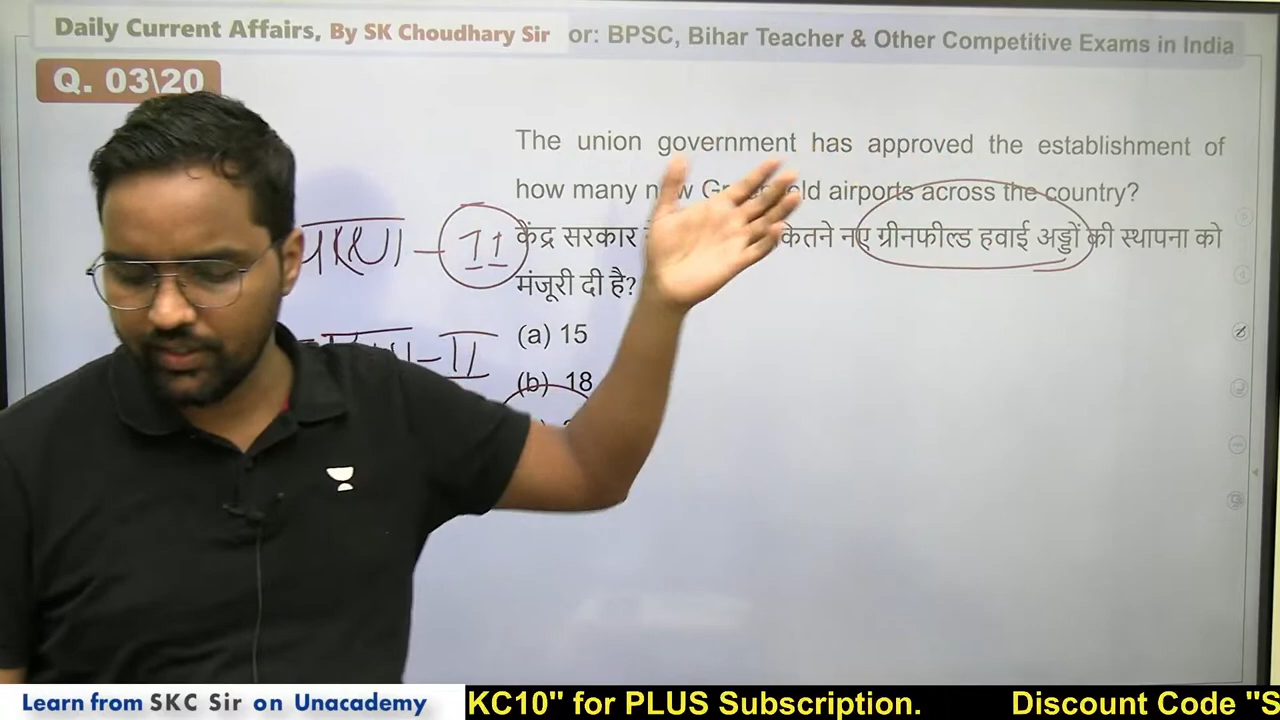 Daily Current Affairs, By SK Choudhary Sir or: BPSC, Bihar Teacher & Other Competitive Exams in India
Q. 03\20
The union government has approved the establishment of
how many airports across the country?
केंद्र सरकार कितने नए ग्रीनफील्ड हवाई अड्डों की स्थापना को
मंजूरी दी है?
11
(a) 15
(b) 18
II
Learn from SKC Sir on Unacademy KC10" for PLUS Subscription. Discount Code "S